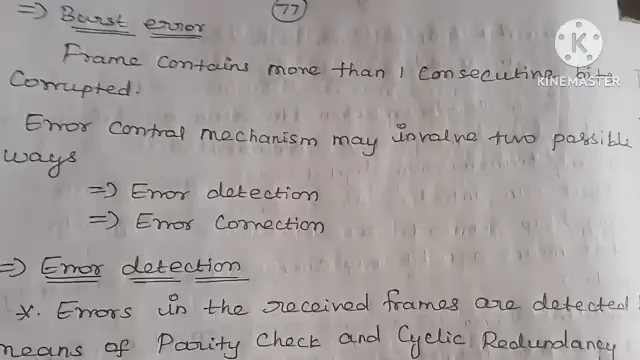 77
=> Burst error
Frame contains more than 1 consecuting bits
Corrupted.
KINEMASTER
Error control mechanism may involve two possible
ways
=> Error detection
=> Error correction
=> Error detection
*. Errors in the received frames are detected
means of Parity Check and Cyclic Redundancy